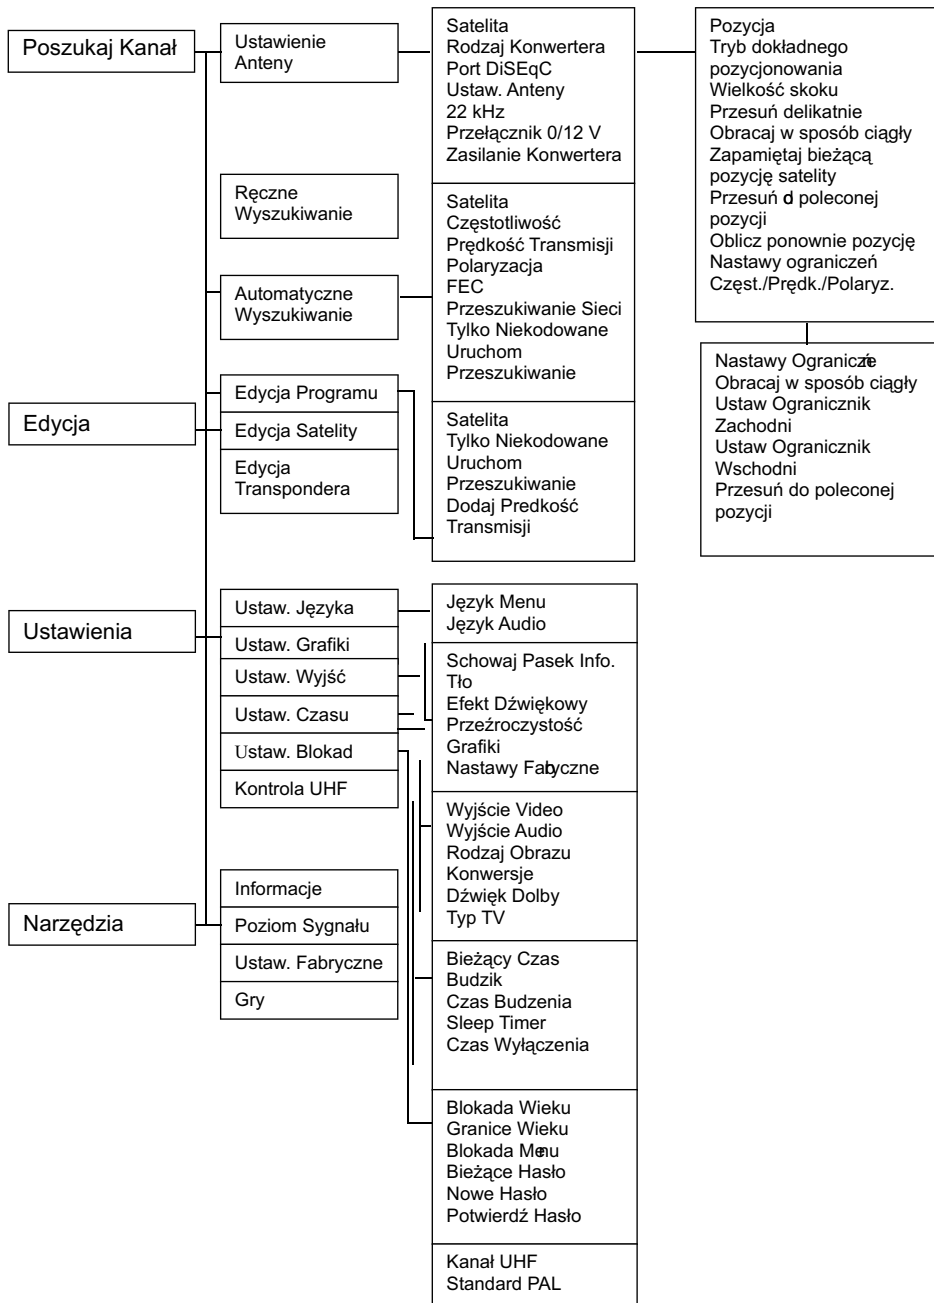 Poszukaj Kanał
Ustawienie
Anteny
Ręczne
Wyszukiwanie
Automatyczne
Wyszukiwanie
Satelita
Rodzaj Konwertera
Port DiSEqC
Ustaw. Anteny
22 kHz
Przełącznik 0/12 V
Zasilanie Konwertera
Pozycja
Tryb dokładnego
pozycjonowania
Wielkość skoku
Przesuń delikatnie
Obracaj w sposób ciągły
Zapamiętaj bieżącą
pozycję satelity
Przesuń d poleconej
pozycji
Oblicz ponownie pozycję
Nastawy ograniczeń
Częst./Prędk./Polaryz.
Nastawy Ograniczeń
Obracaj w sposób ciągły
Ustaw Ogranicznik
Zachodni
Ustaw Ogranicznik
Wschodni
Przesuń do poleconej
pozycji
Satelita
Częstotliwość
Prędkość Transmisji
Polaryzacja
FEC
Przeszukiwanie Sieci
Tylko Niekodowane
Uruchom
Przeszukiwanie
Edycja
Edycja Programu
Edycja Satelity
Edycja
Transpondera
Satelita
Tylko Niekodowane
Uruchom
Przeszukiwanie
Dodaj Predkość
Transmisji
Ustawienia
Ustaw. Języka
Ustaw. Grafiki
Ustaw. Wyjść
Ustaw. Czasu
Ustaw. Blokad
Kontrola UHF
Język Menu
Język Audio
Schowaj Pasek Info.
Tło
Efekt Dźwiękowy
Przeźroczystość
Grafiki
Nastawy Fabryczne
Wyjście Video
Wyjście Audio
Rodzaj Obrazu
Konwersje
Dźwięk Dolby
Typ TV
Narzędzia
Informacje
Poziom Sygnału
Ustaw. Fabryczne
Gry
Bieżący Czas
Budzik
Czas Budzenia
Sleep Timer
Czas Wyłączenia
Blokada Wieku
Granice Wieku
Blokada Menu
Bieżące Hasło
Nowe Hasło
Potwierdź Hasło
Kanał UHF
Standard PAL